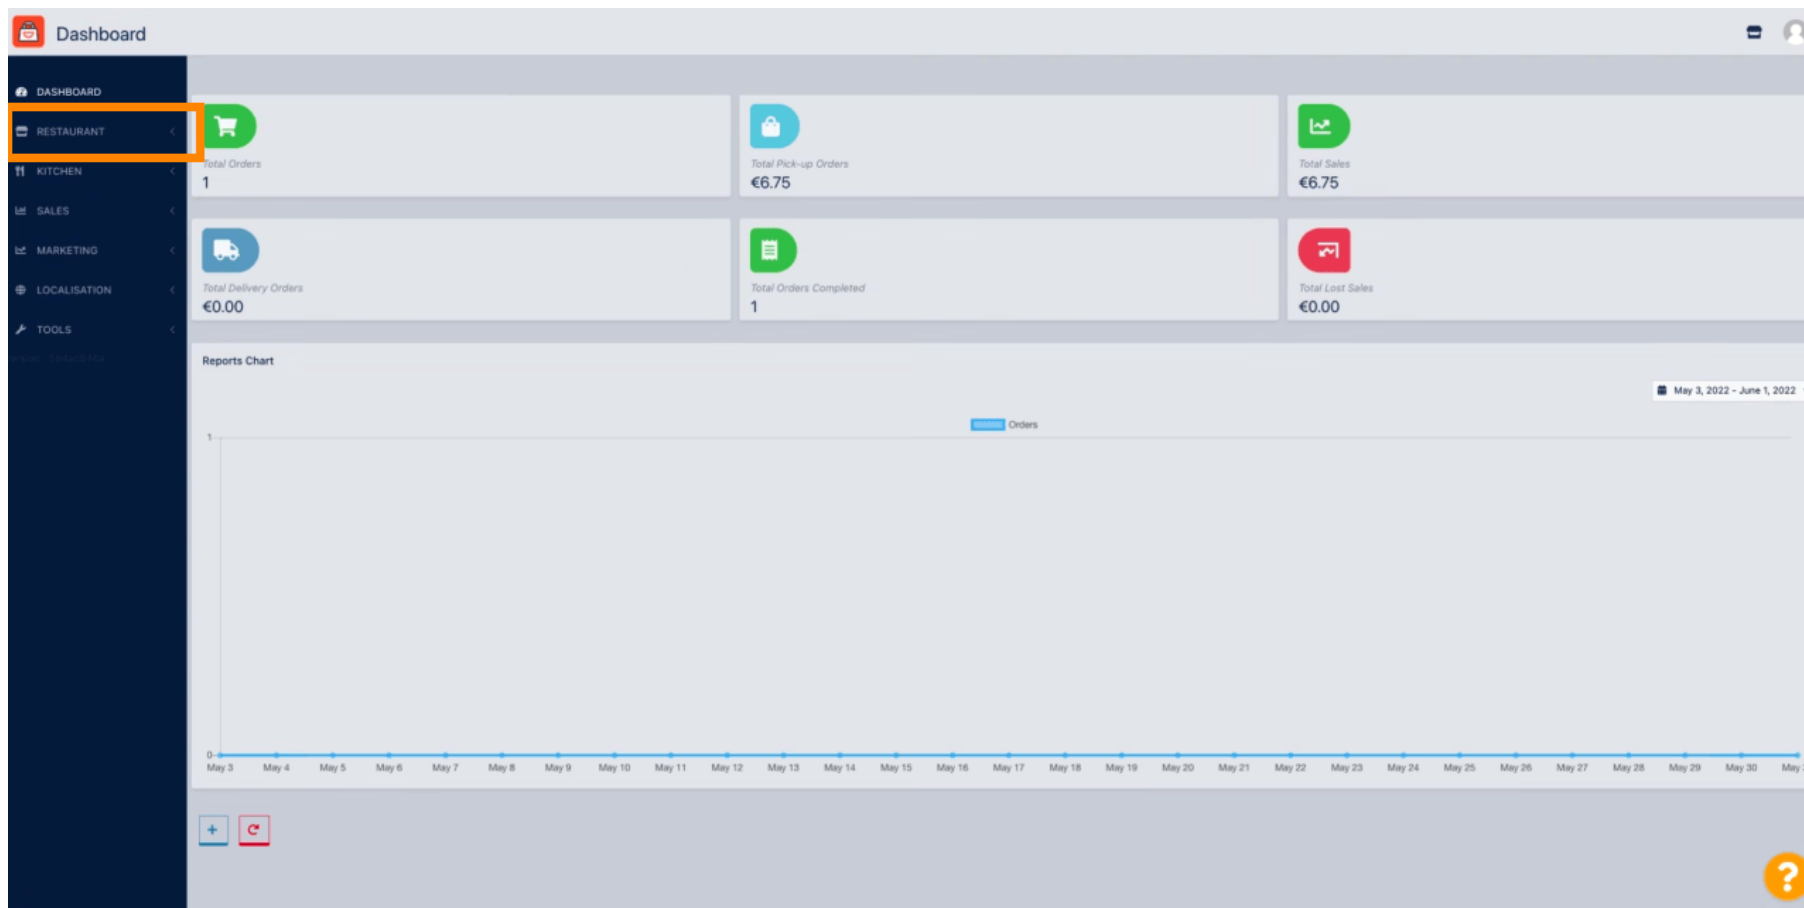 Dashboard
DASHBOARD
RESTAURANT
KITCHEN
SALES
MARKETING
LOCALISATION
TOOLS
Total Orders
1
Total Pick-up Orders
€6.75
Total Sales
€6.75
Total Delivery Orders
€0.00
Total Orders Completed
1
Total Lost Sales
€0.00
Reports Chart
May 3, 2022 - June 1, 2022
Orders
1
0
May 3 May 4 May 5 May 6 May 7 May 8 May 9 May 10 May 11 May 12 May 13 May 14 May 15 May 16 May 17 May 18 May 19 May 20 May 21 May 22 May 23 May 24 May 25 May 26 May 27 May 28 May 29 May 30 May
?